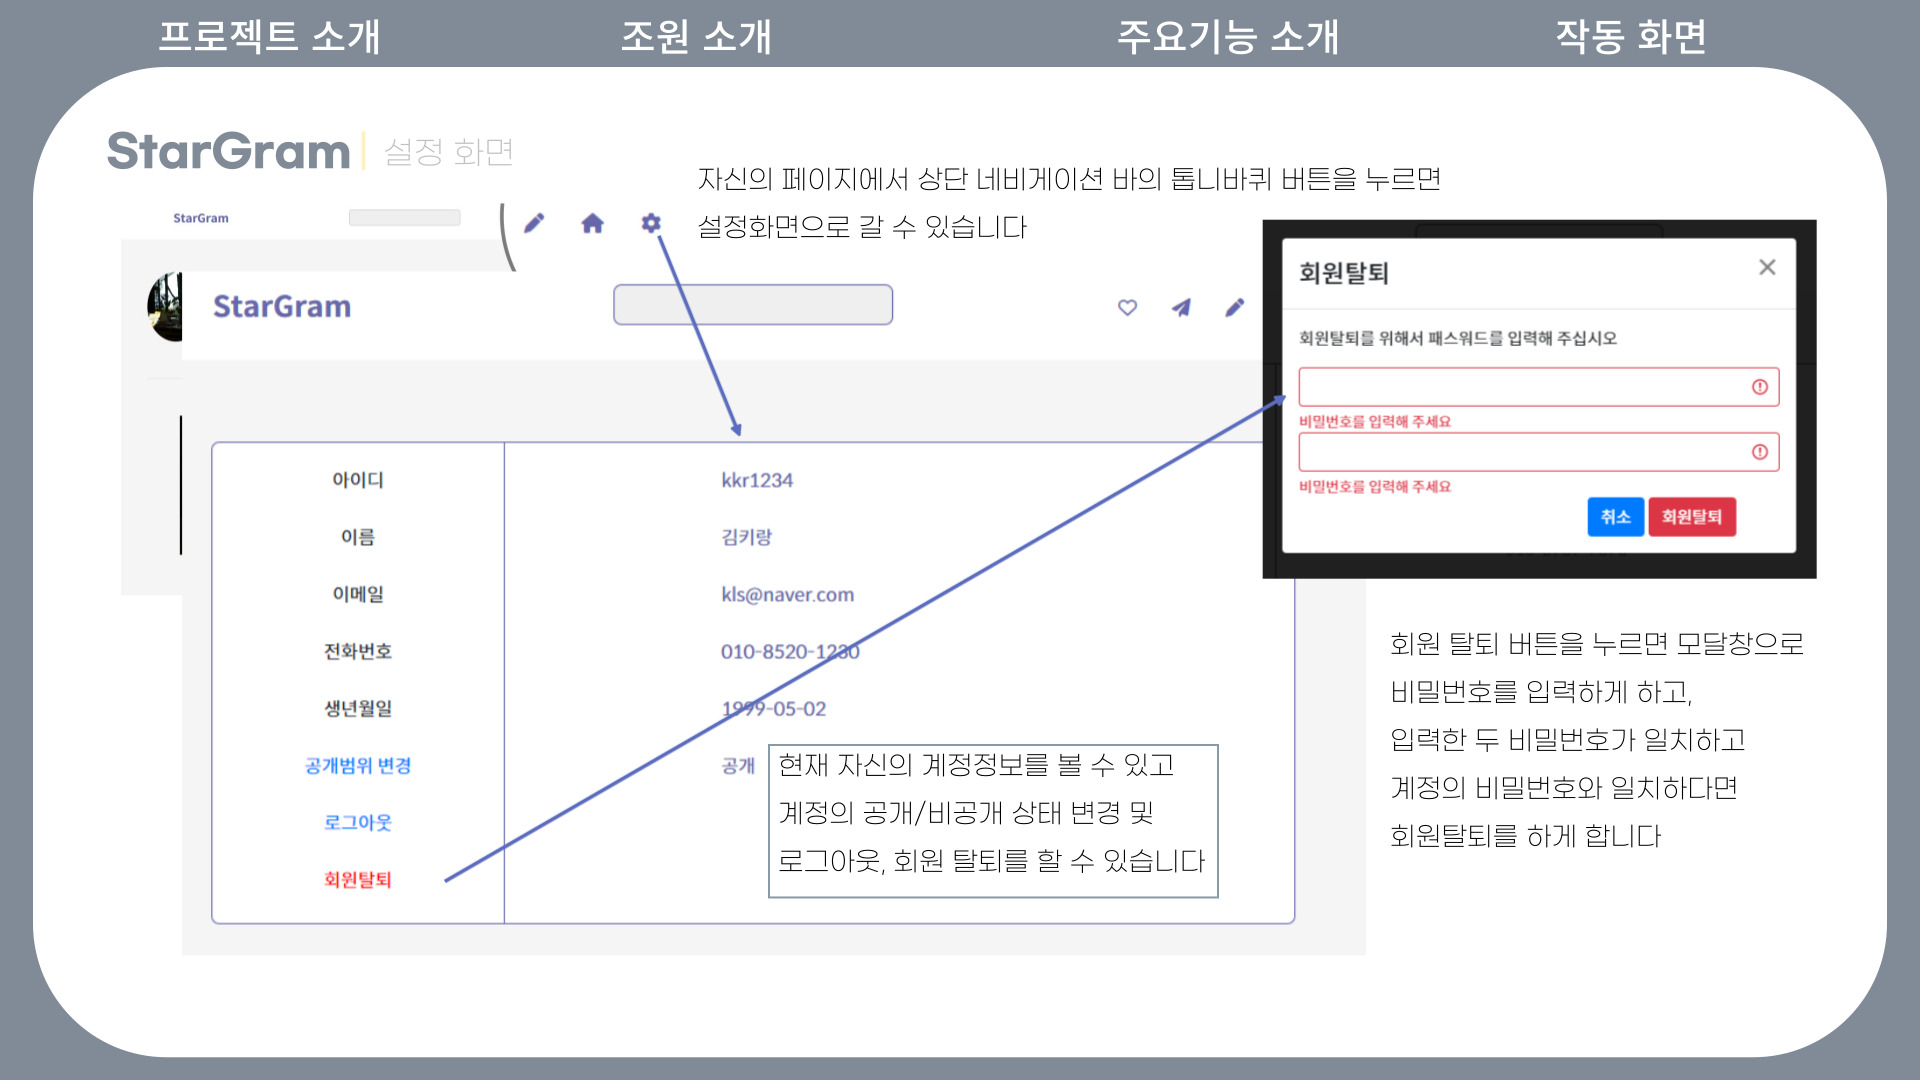 프로젝트 소개
조원 소개
주요기능 소개
작동 화면
StarGram
설정 화면
자신의 페이지에서 상단 네비게이션 바의 톱니바퀴 버튼을 누르면
설정화면으로 갈 수 있습니다
StarGram
StarGram
아이디 kkr1234
이름 김키랑
이메일 kls@naver.com
전화번호 010-8520-1230
생년월일 1999-05-02
공개범위 변경 공개
로그아웃
회원탈퇴
현재 자신의 계정정보를 볼 수 있고
계정의 공개/비공개 상태 변경 및
로그아웃, 회원 탈퇴를 할 수 있습니다
회원탈퇴
회원탈퇴를 위해서 패스워드를 입력해 주십시오
비밀번호를 입력해 주세요
비밀번호를 입력해 주세요
취소
회원탈퇴
회원 탈퇴 버튼을 누르면 모달창으로
비밀번호를 입력하게 하고,
입력한 두 비밀번호가 일치하고
계정의 비밀번호와 일치하다면
회원탈퇴를 하게 합니다